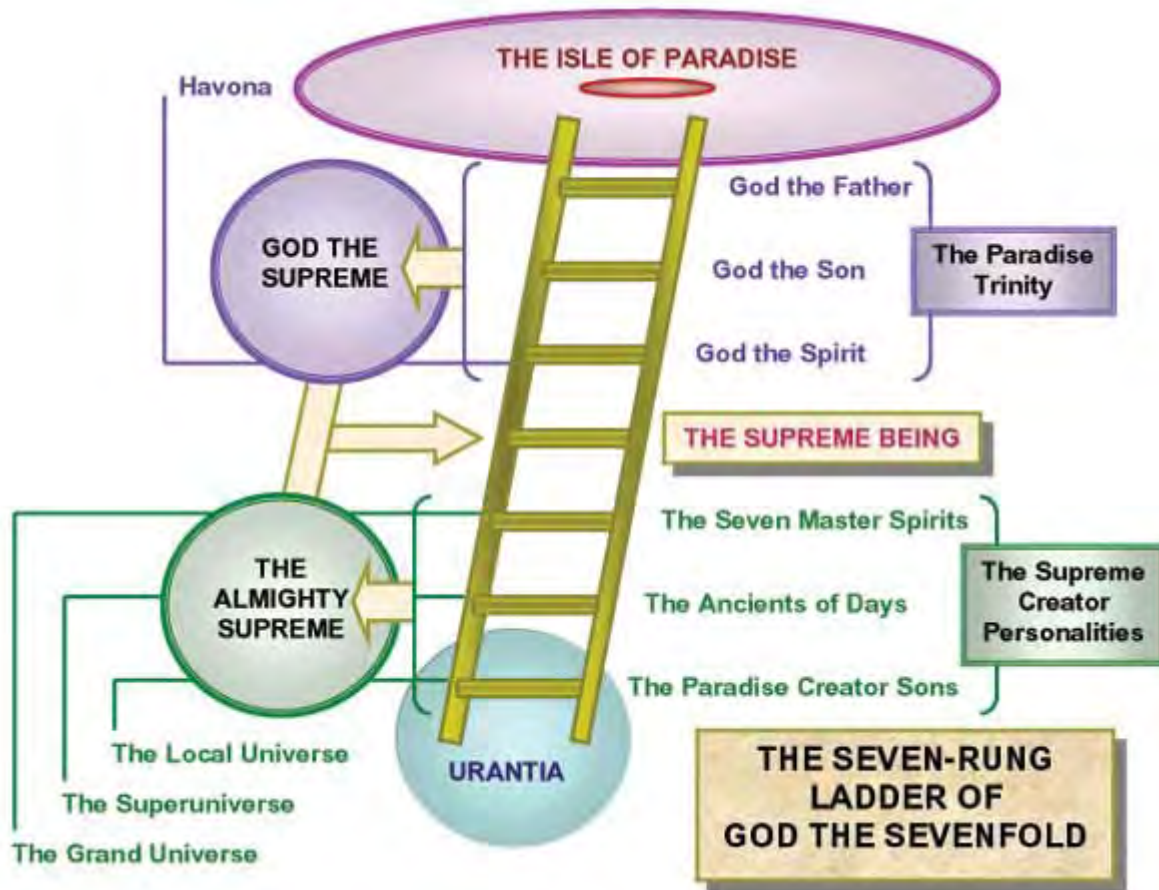 THE ISLE OF PARADISE
Havona
God the Father
GOD THE
SUPREME
God the Son
The Paradise
Trinity
God the Spirit
THE SUPREME BEING
The Seven Master Spirits
THE
ALMIGHTY
SUPREME
The Ancients of Days
The Supreme
Creator
Personalities
The Paradise Creator Sons
The Local Universe
URANTIA
The Superuniverse
The Grand Universe
THE SEVEN-RUNG
LADDER OF
GOD THE SEVENFOLD